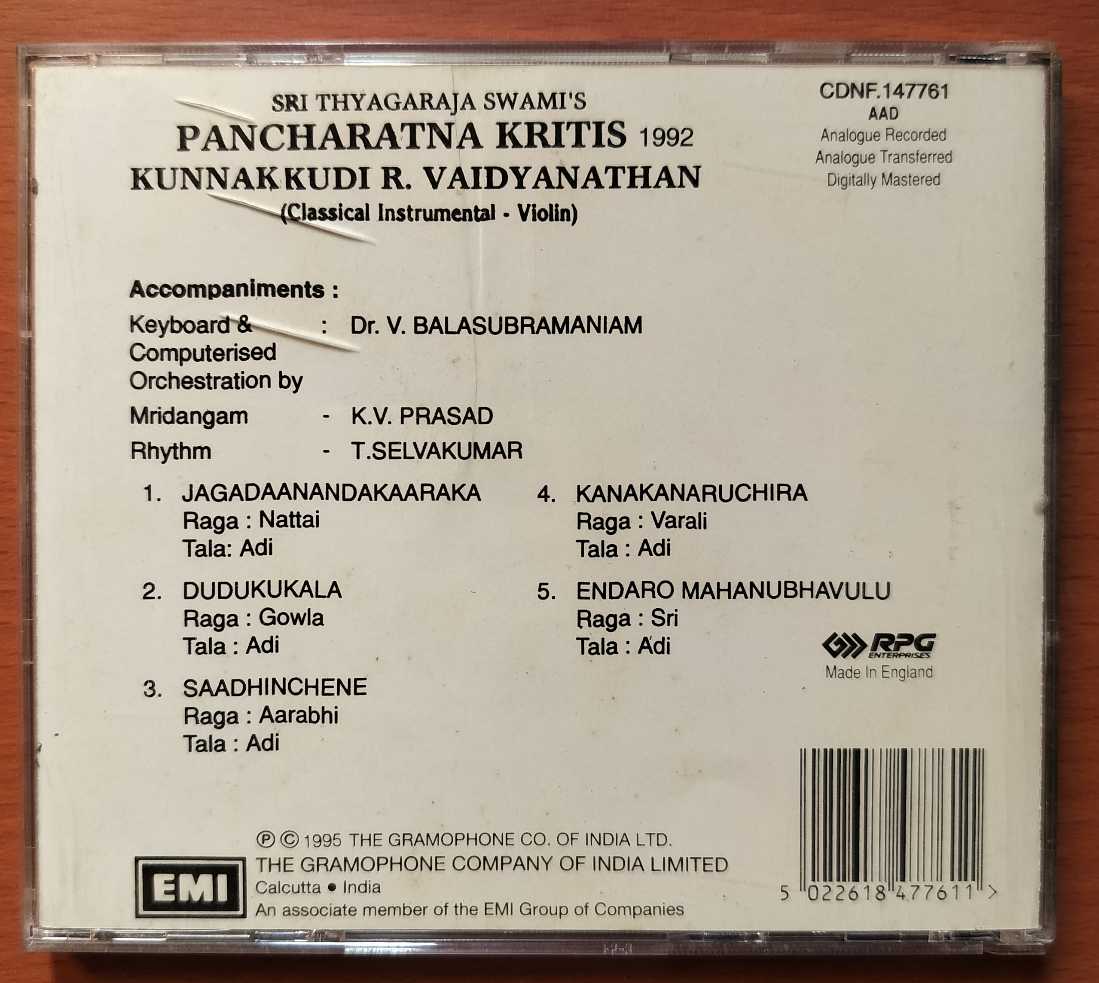 SRI THYAGARAJA SWAMI'S
PANCHARATNA KRITIS 1992
KUNNAKKUDI R. VAIDYANATHAN
(Classical Instrumental - Violin)
CDNF.147761
AAD
Analogue Recorded
Analogue Transferred
Digitally Mastered
Accompaniments :
Keyboard & : Dr. V. BALASUBRAMANIAM
Computerised
Orchestration by
Mridangam - K.V. PRASAD
Rhythm - T.SELVAKUMAR
1. JAGADAANANDAKAARAKA
Raga : Nattai
Tala: Adi
2. DUDUKUKALA
Raga : Gowla
Tala : Adi
3. SAADHINCHENE
Raga : Aarabhi
Tala : Adi
4. KANAKANARUCHIRA
Raga : Varali
Tala : Adi
5. ENDARO MAHANUBHAVULU
Raga : Sri
Tala : Adi
RPG
ENTERPRISES
Made In England
Ⓟ © 1995 THE GRAMOPHONE CO. OF INDIA LTD.
THE GRAMOPHONE COMPANY OF INDIA LIMITED
Calcutta • India
An associate member of the EMI Group of Companies
EMI
5 022618 477611 >